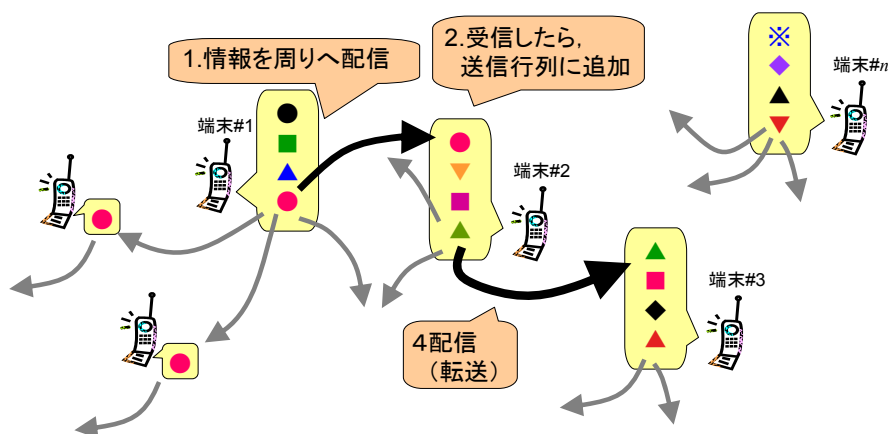 1.情報を周りへ配信
2.受信したら,
送信行列に追加
※
端末#n
端末#1
端末#2
端末#3
4配信
（転送）